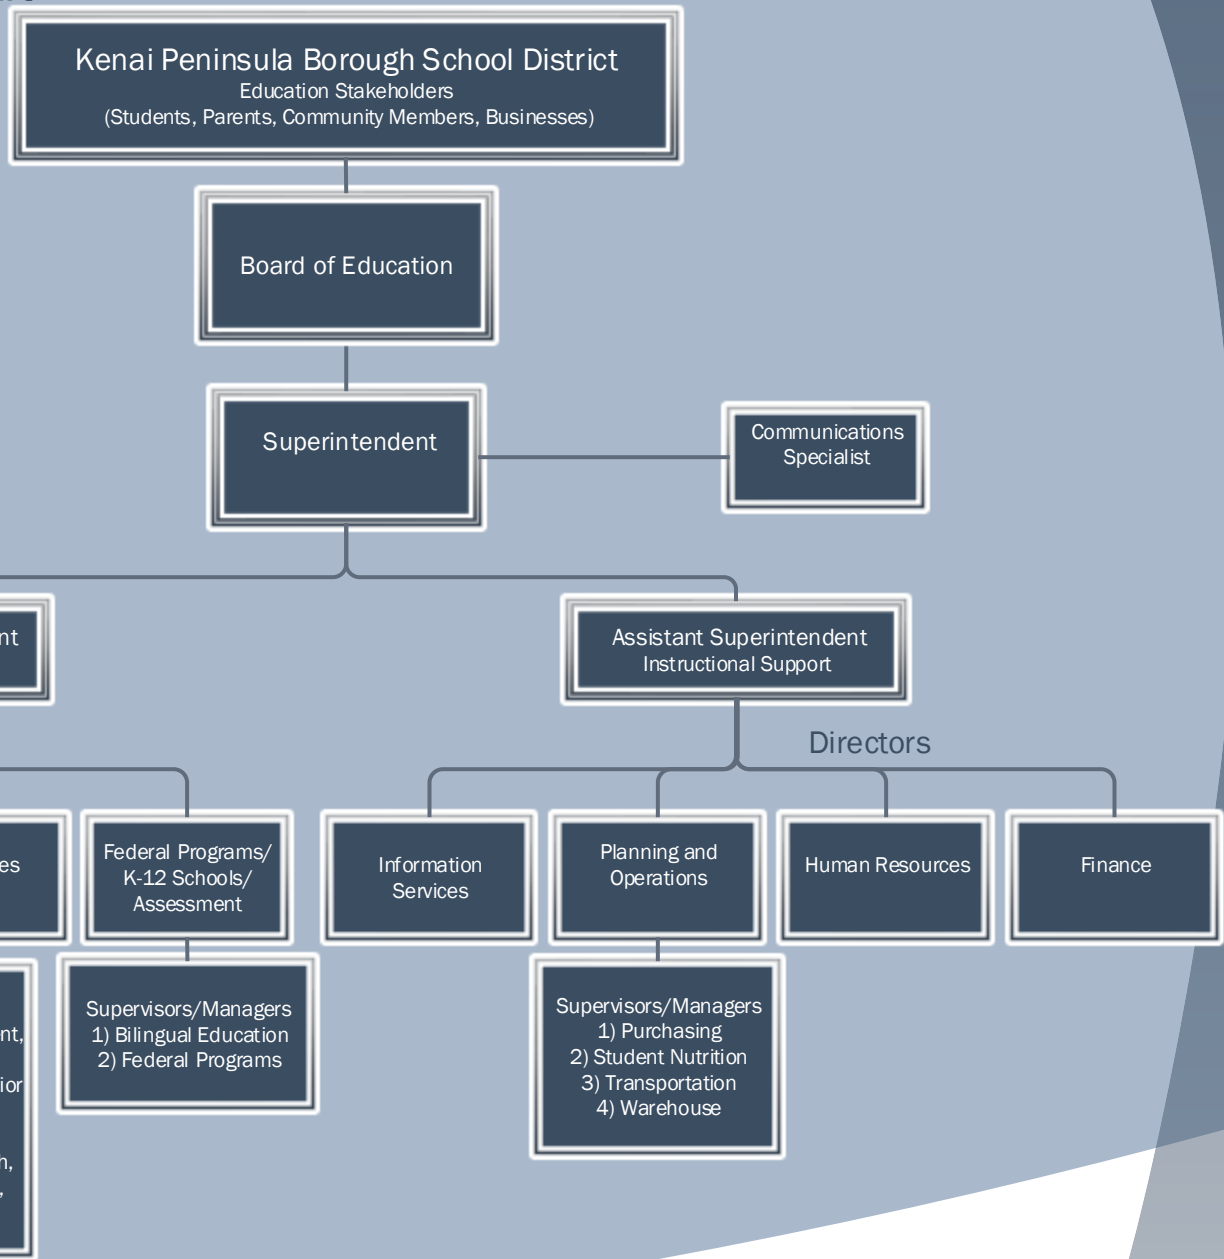 Kenai Peninsula Borough School District
Education Stakeholders
(Students, Parents, Community Members, Businesses)
Board of Education
Superintendent
Communications
Specialist
Assistant Superintendent
Instructional Support
Directors
Federal Programs/
K-12 Schools/
Assessment
Information
Services
Planning and
Operations
Human Resources
Finance
Supervisors/Managers
1) Bilingual Education
2) Federal Programs
Supervisors/Managers
1) Purchasing
2) Student Nutrition
3) Transportation
4) Warehouse